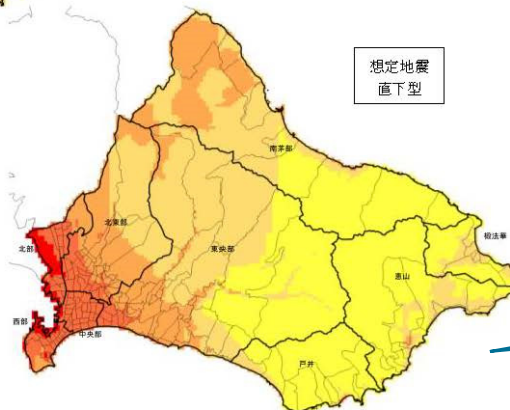 想定地震
直下型
南茅部
北東部
北部
東央部
椴法華
恵山
西部
中央部
戸井